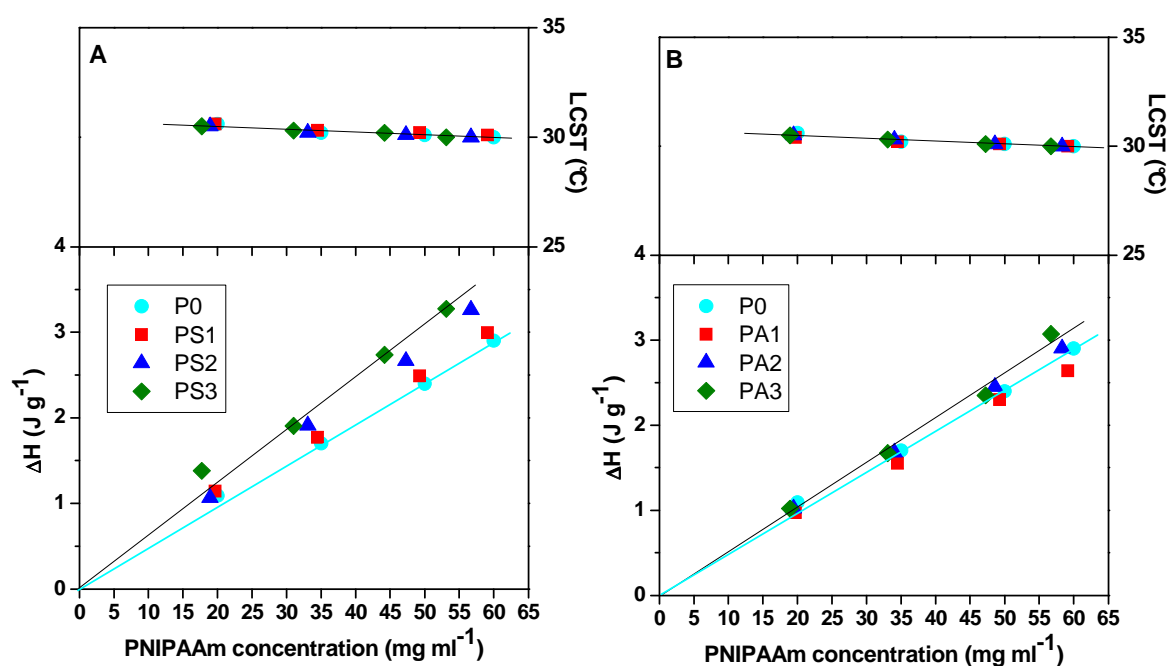 A
35
30
25
LCST (°C)
4
3
2
1
0
ΔH (J g⁻¹)
P0
PS1
PS2
PS3
0 5 10 15 20 25 30 35 40 45 50 55 60 65
PNIPAAm concentration (mg ml⁻¹)
B
35
30
25
LCST (°C)
4
3
2
1
0
ΔH (J g⁻¹)
P0
PA1
PA2
PA3
0 5 10 15 20 25 30 35 40 45 50 55 60 65
PNIPAAm concentration (mg ml⁻¹)